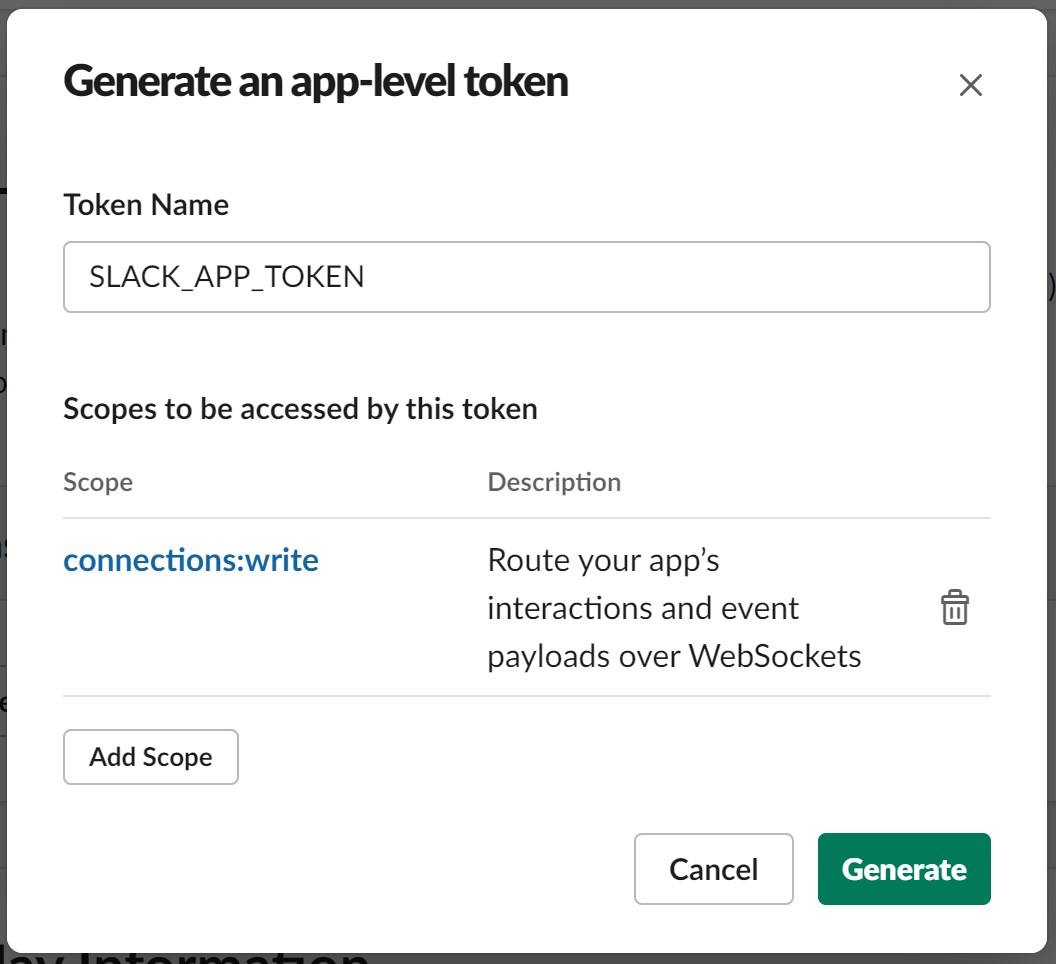 Generate an app-level token
Token Name
SLACK_APP_TOKEN
Scopes to be accessed by this token
Scope Description
connections:write Route your app’s
interactions and event
payloads over WebSockets
Add Scope
Cancel Generate